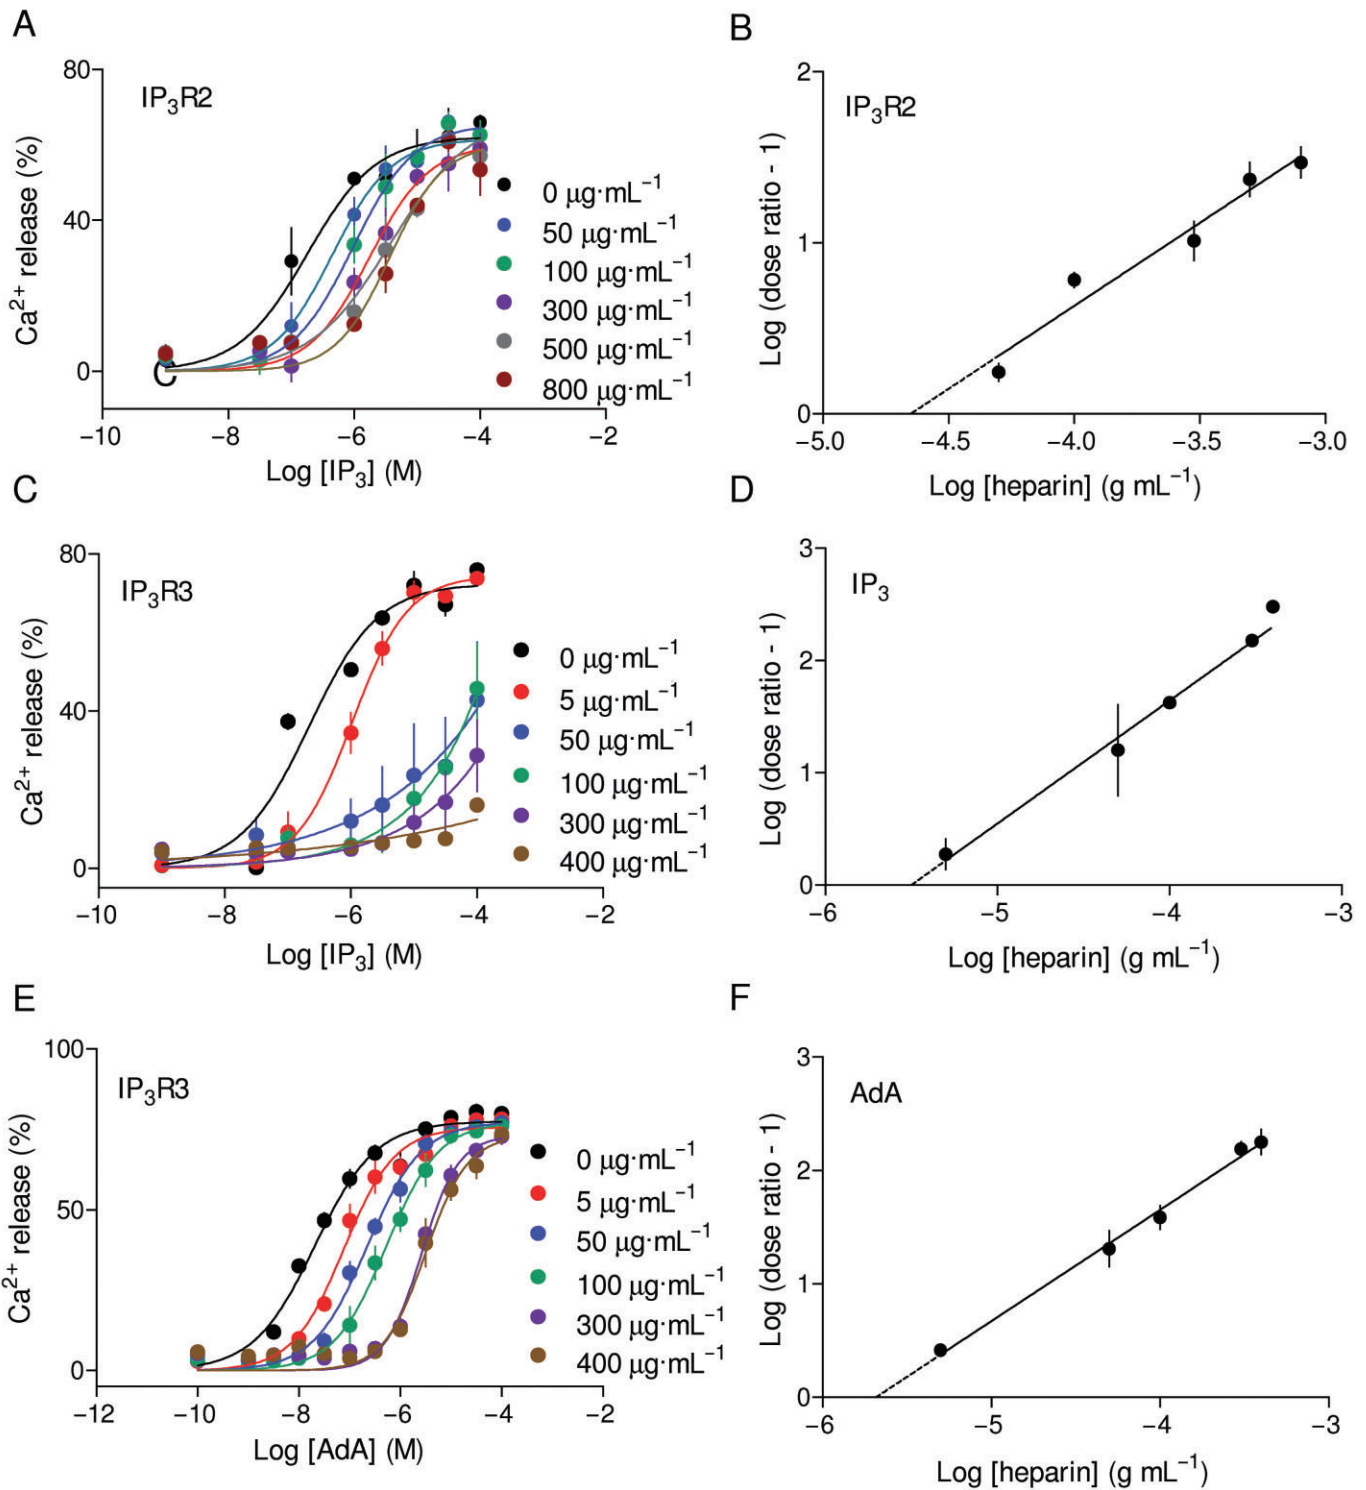 A
80
40
0
IP₃R2
Ca²⁺ release (%)
0 μg·mL⁻¹
50 μg·mL⁻¹
100 μg·mL⁻¹
300 μg·mL⁻¹
500 μg·mL⁻¹
800 μg·mL⁻¹
C
−10 −8 −6 −4 −2
Log [IP₃] (M)
B
2
1
0
IP₃R2
Log (dose ratio - 1)
−5.0 −4.5 −4.0 −3.5 −3.0
Log [heparin] (g mL⁻¹)
C
80
40
0
IP₃R3
Ca²⁺ release (%)
0 μg·mL⁻¹
5 μg·mL⁻¹
50 μg·mL⁻¹
100 μg·mL⁻¹
300 μg·mL⁻¹
400 μg·mL⁻¹
−10 −8 −6 −4 −2
Log [IP₃] (M)
D
3
2
1
0
IP₃
Log (dose ratio - 1)
−6 −5 −4 −3
Log [heparin] (g mL⁻¹)
E
100
50
0
IP₃R3
Ca²⁺ release (%)
0 μg·mL⁻¹
5 μg·mL⁻¹
50 μg·mL⁻¹
100 μg·mL⁻¹
300 μg·mL⁻¹
400 μg·mL⁻¹
−12 −10 −8 −6 −4 −2
Log [AdA] (M)
F
3
2
1
0
AdA
Log (dose ratio - 1)
−6 −5 −4 −3
Log [heparin] (g mL⁻¹)